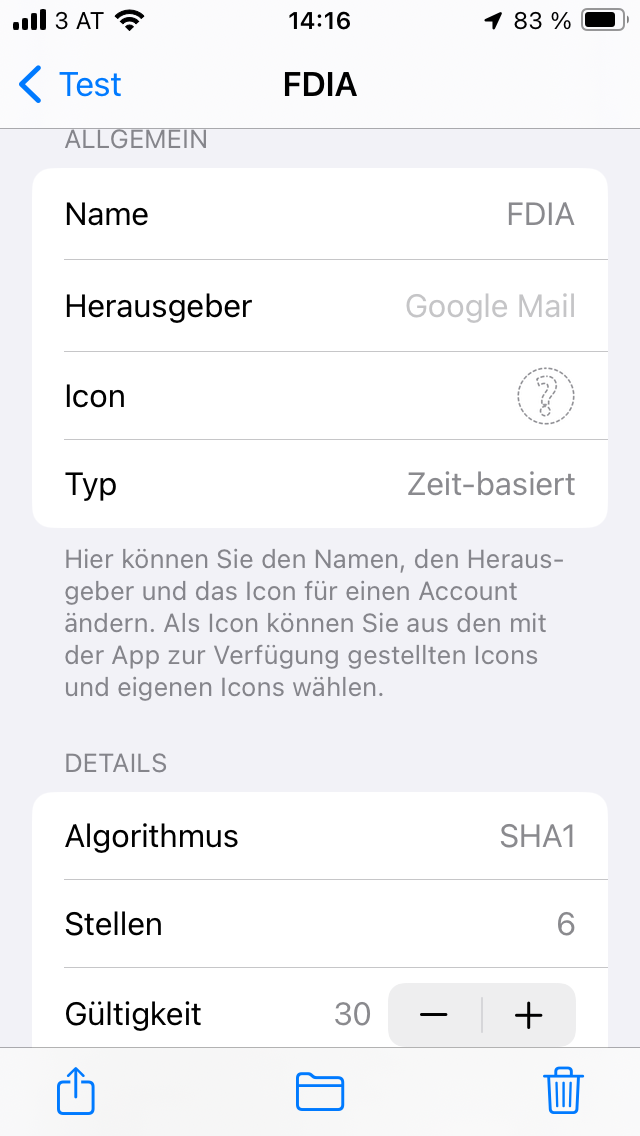 3 AT 14:16 83 %
Test FDIA
ALLGEMEIN
Name FDIA
Herausgeber Google Mail
Icon
Typ Zeit-basiert
Hier können Sie den Namen, den Heraus-
geber und das Icon für einen Account
ändern. Als Icon können Sie aus den mit
der App zur Verfügung gestellten Icons
und eigenen Icons wählen.
DETAILS
Algorithmus SHA1
Stellen 6
Gültigkeit 30 − +